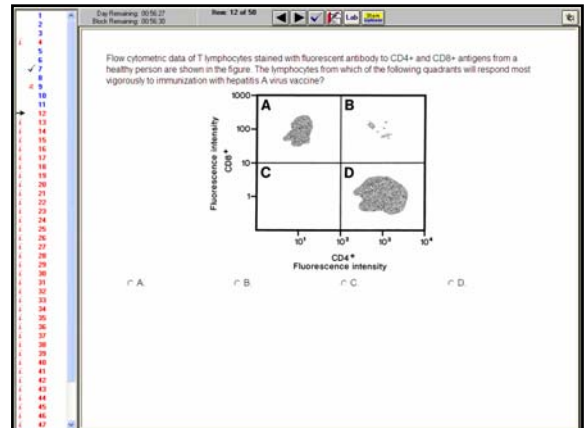 Day Remaining: 00:56:27
Block Remaining: 00:56:30
Item: 12 of 50
Lab
1
2
3
4
5
6
7
8
9
10
11
12
13
14
15
16
17
18
19
20
21
22
23
24
25
26
27
28
29
30
31
32
33
34
35
36
37
38
39
40
41
42
43
44
45
46
47
Flow cytometric data of T lymphocytes stained with fluorescent antibody to CD4+ and CD8+ antigens from a
healthy person are shown in the figure. The lymphocytes from which of the following quadrants will respond most
vigorously to immunization with hepatitis A virus vaccine?
1000
A
B
100
Fluorescence intensity
CD8+
10
C
D
1
10¹
10²
10³
10⁴
CD4+
Fluorescence intensity
A.
B.
C.
D.